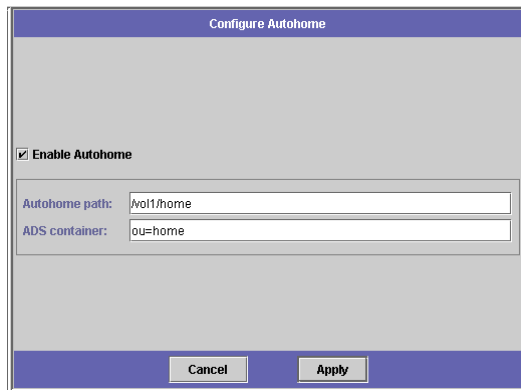 Configure Autohome
Enable Autohome
Autohome path: /vol1/home
ADS container: ou=home
Cancel Apply